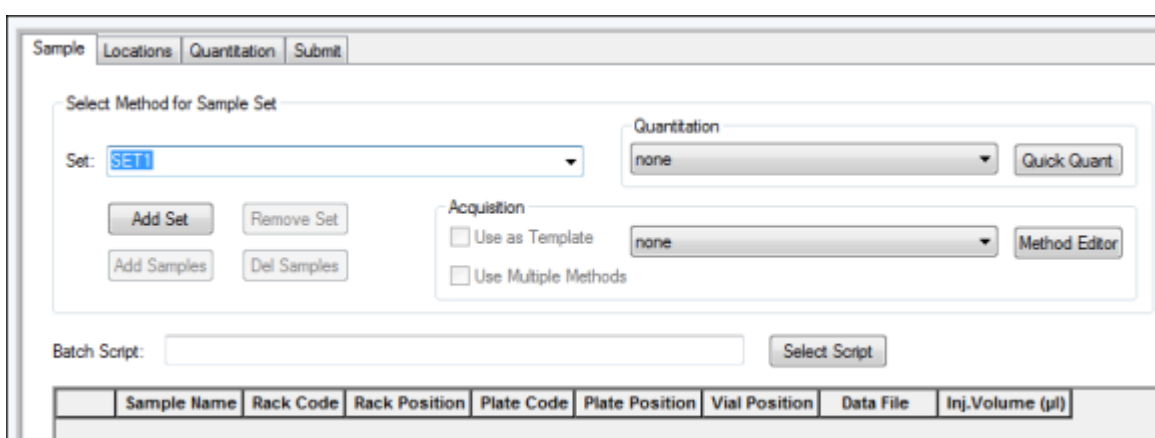 Sample Locations Quantitation Submit
Select Method for Sample Set
Quantitation
Set: SET1 none Quick Quant
Acquisition
Add Set Remove Set Use as Template none Method Editor
Add Samples Del Samples Use Multiple Methods
Batch Script: Select Script
Sample Name Rack Code Rack Position Plate Code Plate Position Vial Position Data File Inj.Volume (µl)